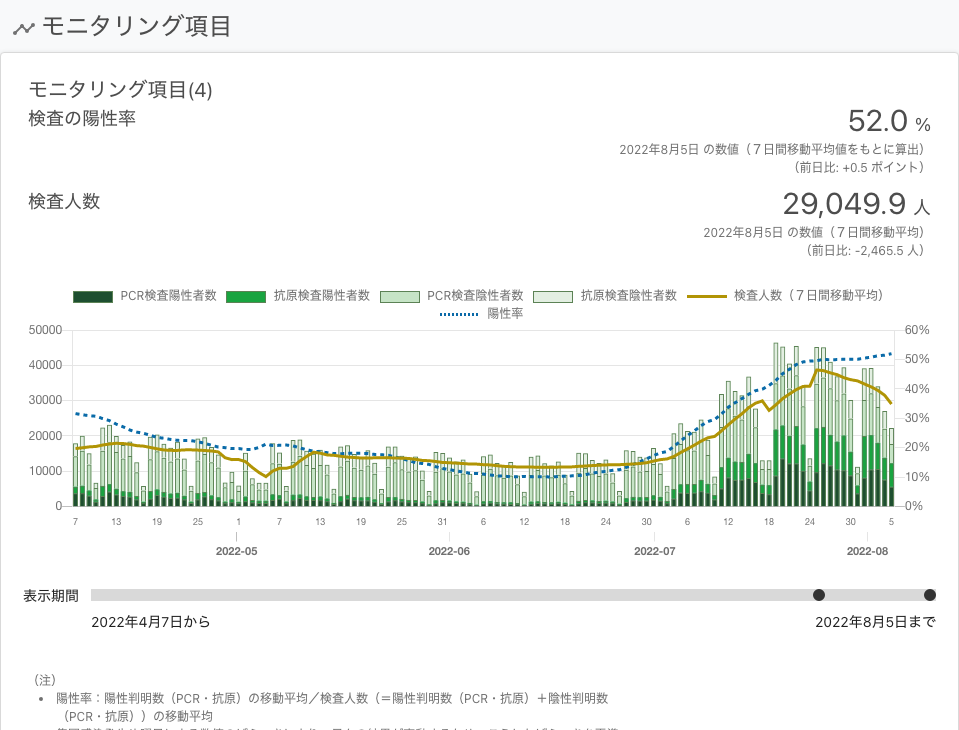 モニタリング項目
モニタリング項目(4)
検査の陽性率
52.0 %
2022年8月5日 の数値（７日間移動平均値をもとに算出）
（前日比: +0.5 ポイント）
検査人数
29,049.9 人
2022年8月5日 の数値（７日間移動平均）
（前日比: -2,465.5 人）
PCR検査陽性者数 抗原検査陽性者数 PCR検査陰性者数 抗原検査陰性者数 検査人数（７日間移動平均）
陽性率
50000 60%
50%
40000
40%
30000
30%
20000
20%
10000
10%
0 0%
7 13 19 25 1 7 13 19 25 31 6 12 18 24 30 6 12 18 24 30 5
2022-05 2022-06 2022-07 2022-08
表示期間
2022年4月7日から 2022年8月5日まで
（注）
• 陽性率：陽性判明数（PCR・抗原）の移動平均／検査人数（＝陽性判明数（PCR・抗原）＋陰性判明数
（PCR・抗原））の移動平均